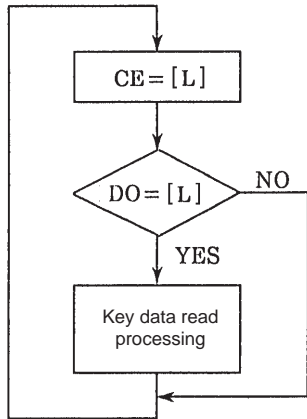 CE=[L]
DO=[L]
NO
YES
Key data read
processing